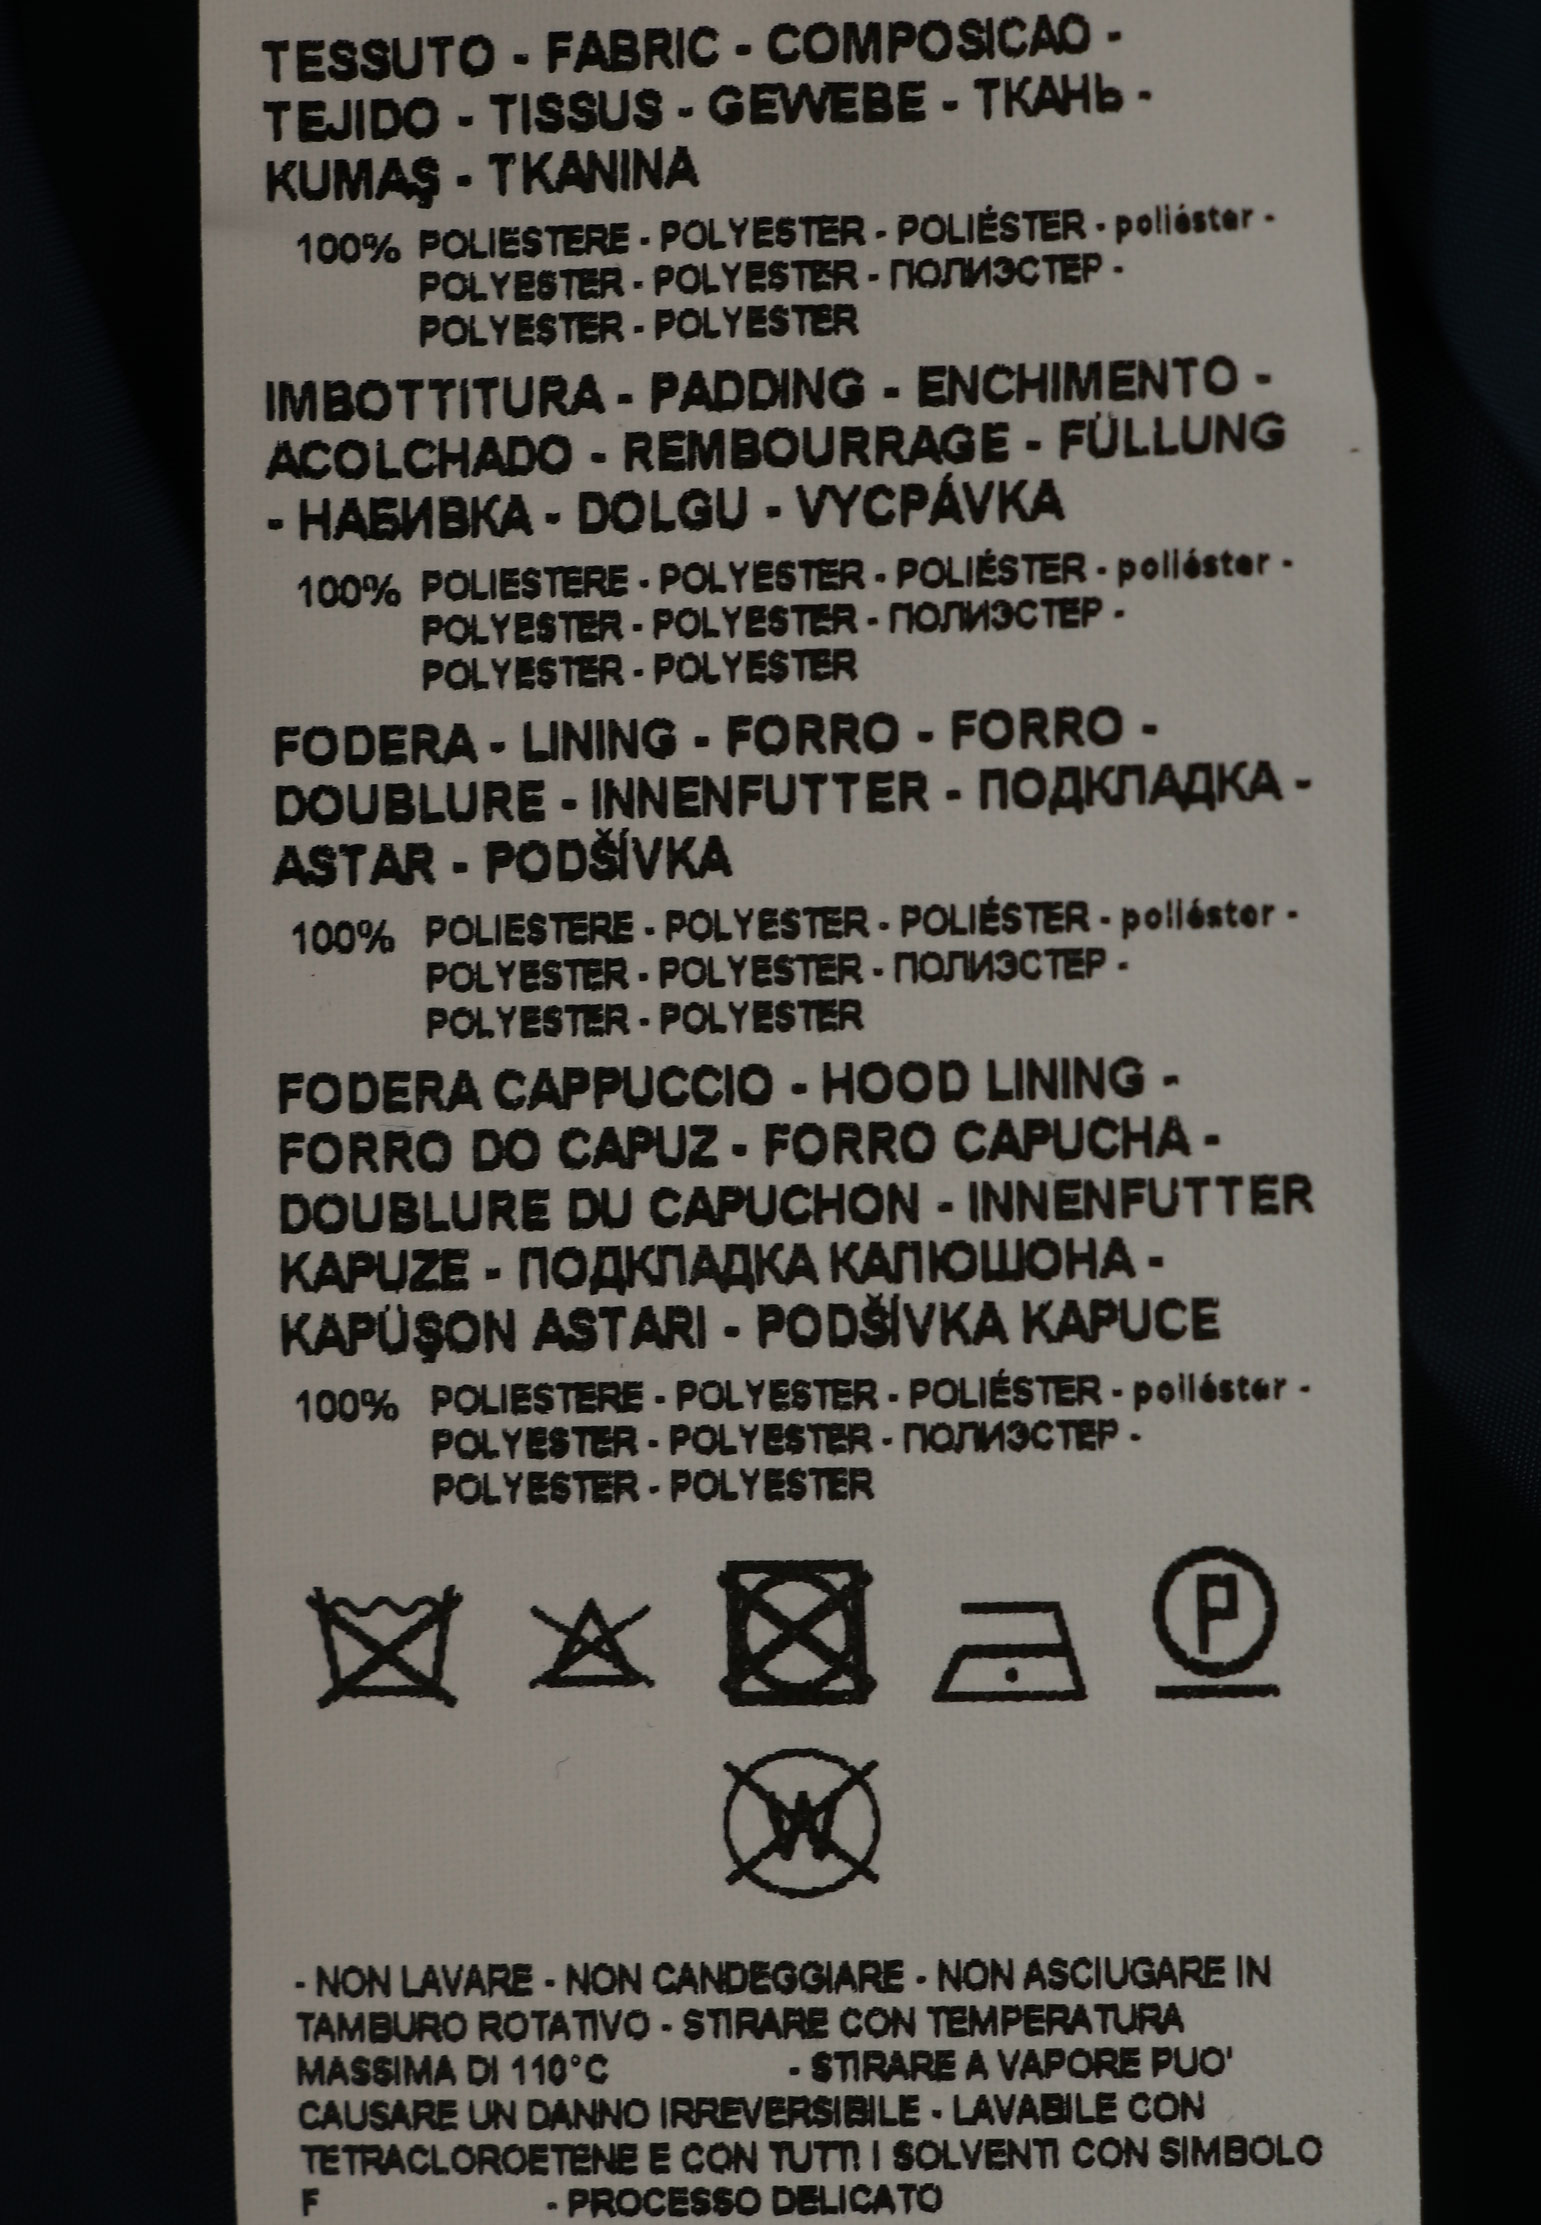 TESSUTO - FABRIC - COMPOSICAO -
TEJIDO - TISSUS - GEWEBE - ТКАНЬ -
KUMAŞ - TKANINA
100% POLIESTERE - POLYESTER - POLIÉSTER - poliéster -
POLYESTER - POLYESTER - ПОЛИЭСТЕР -
POLYESTER - POLYESTER
IMBOTTITURA - PADDING - ENCHIMENTO -
ACOLCHADO - REMBOURRAGE - FÜLLUNG
- НАБИВКА - DOLGU - VYCPÁVKA
100% POLIESTERE - POLYESTER - POLIÉSTER - poliéster -
POLYESTER - POLYESTER - ПОЛИЭСТЕР -
POLYESTER - POLYESTER
FODERA - LINING - FORRO - FORRO -
DOUBLURE - INNENFUTTER - ПОДКЛАДКА -
ASTAR - PODŠÍVKA
100% POLIESTERE - POLYESTER - POLIÉSTER - poliéster -
POLYESTER - POLYESTER - ПОЛИЭСТЕР -
POLYESTER - POLYESTER
FODERA CAPPUCCIO - HOOD LINING -
FORRO DO CAPUZ - FORRO CAPUCHA -
DOUBLURE DU CAPUCHON - INNENFUTTER
KAPUZE - ПОДКЛАДКА КАПЮШОНА -
KAPÜŞON ASTARI - PODŠÍVKA KAPUCE
100% POLIESTERE - POLYESTER - POLIÉSTER - poliéster -
POLYESTER - POLYESTER - ПОЛИЭСТЕР -
POLYESTER - POLYESTER
P
W
- NON LAVARE - NON CANDEGGIARE - NON ASCIUGARE IN
TAMBURO ROTATIVO - STIRARE CON TEMPERATURA
MASSIMA DI 110°C - STIRARE A VAPORE PUO'
CAUSARE UN DANNO IRREVERSIBILE - LAVABILE CON
TETRACLOROETENE E CON TUTTI I SOLVENTI CON SIMBOLO
F - PROCESSO DELICATO